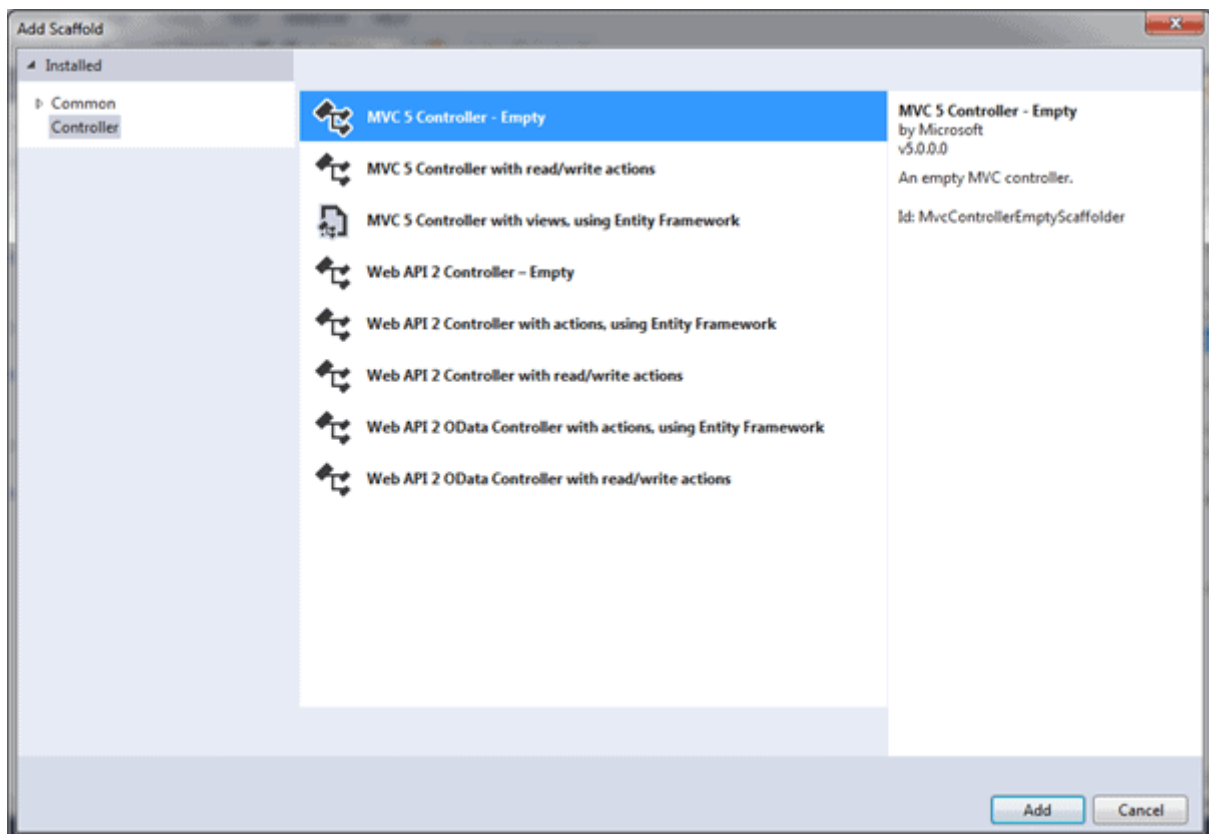 Add Scaffold
Installed
Common
Controller
MVC 5 Controller - Empty
MVC 5 Controller with read/write actions
MVC 5 Controller with views, using Entity Framework
Web API 2 Controller – Empty
Web API 2 Controller with actions, using Entity Framework
Web API 2 Controller with read/write actions
Web API 2 OData Controller with actions, using Entity Framework
Web API 2 OData Controller with read/write actions
MVC 5 Controller - Empty
by Microsoft
v5.0.0.0
An empty MVC controller.
Id: MvcControllerEmptyScaffolder
Add
Cancel